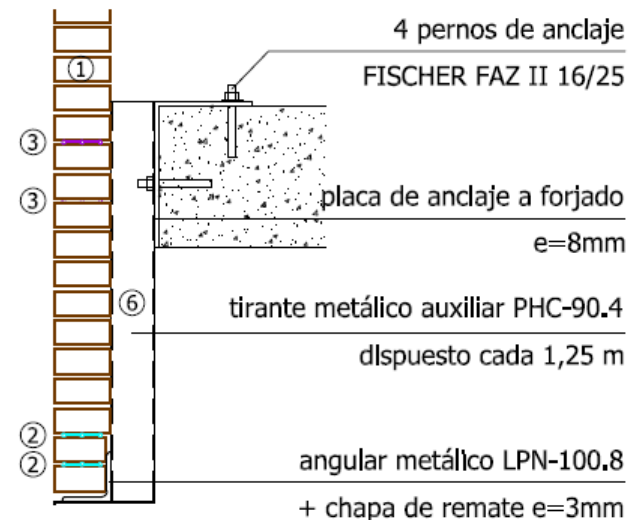 4 pernos de anclaje
①
FISCHER FAZ II 16/25
③
③
placa de anclaje a forjado
e=8mm
⑥
tirante metálico auxiliar PHC-90.4
dispuesto cada 1,25 m
②
②
angular metálico LPN-100.8
+ chapa de remate e=3mm